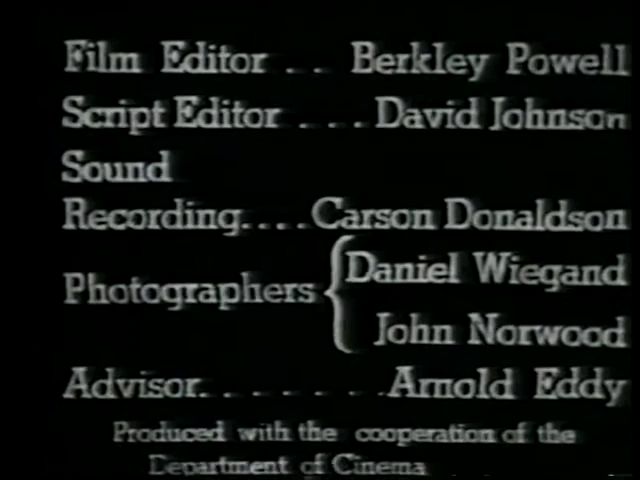 Film Editor . . Berkley Powell
Script Editor . . . . David Johnson
Sound
Recording.... Carson Donaldson
Photographers { Daniel Wiegand
John Norwood
Advisor. . . . . . . . Arnold Eddy
Produced with the cooperation of the
Department of Cinema